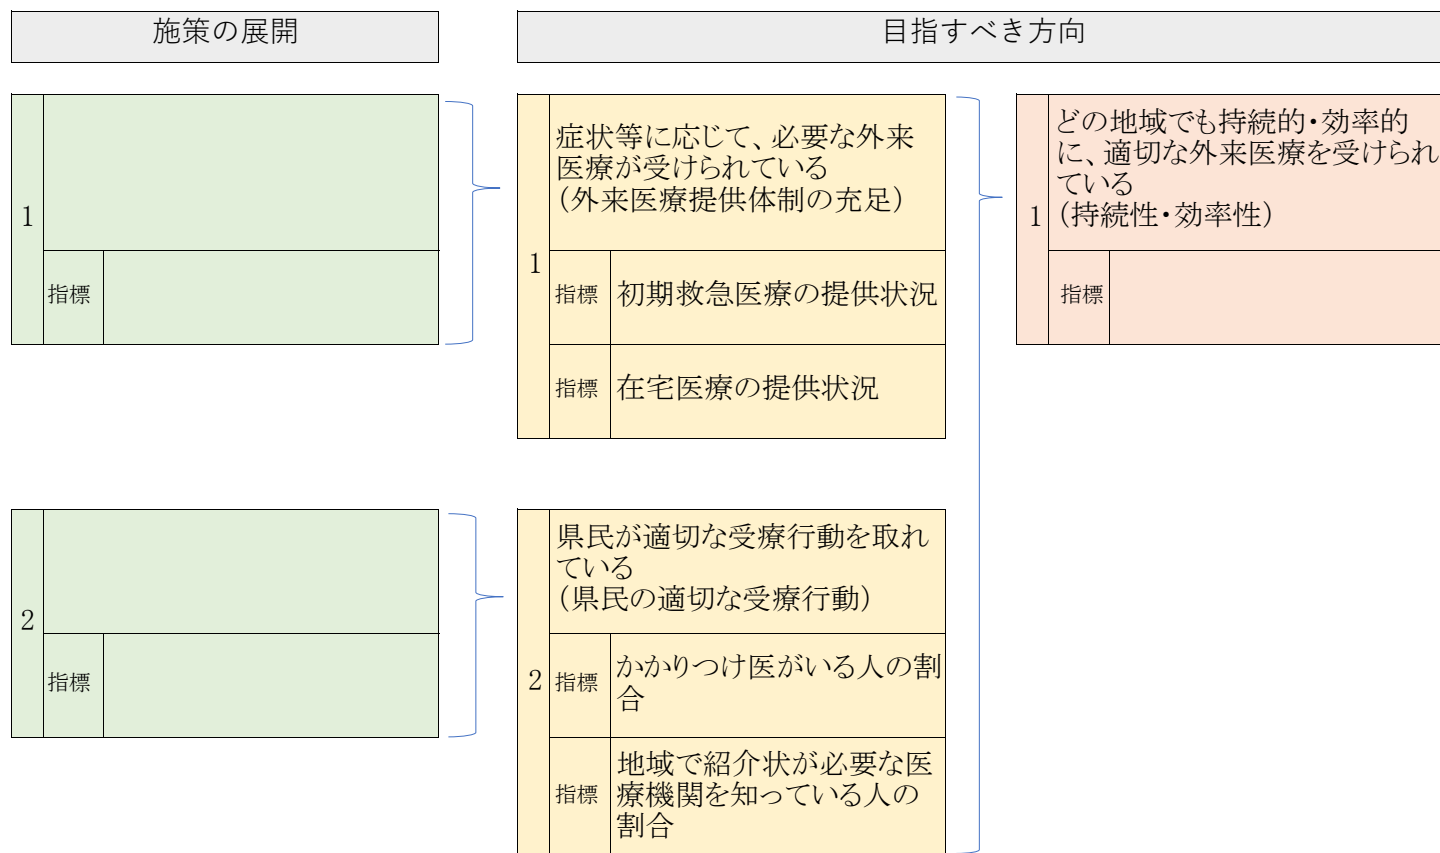 施策の展開
目指すべき方向
1
指標
1
症状等に応じて、必要な外来
医療が受けられている
(外来医療提供体制の充足)
指標
初期救急医療の提供状況
指標
在宅医療の提供状況
1
どの地域でも持続的・効率的
に、適切な外来医療を受けられ
ている
(持続性・効率性)
指標
2
指標
2
県民が適切な受療行動を取れ
ている
(県民の適切な受療行動)
指標
かかりつけ医がいる人の割
合
指標
地域で紹介状が必要な医
療機関を知っている人の
割合